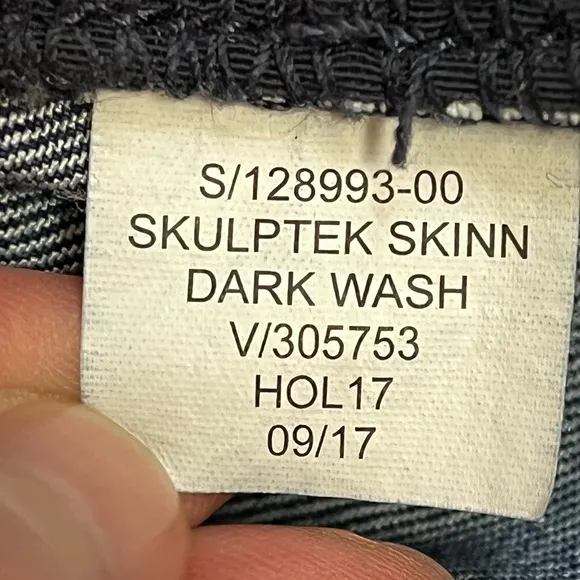 S/128993-00
SKULPTEK SKINN
DARK WASH
V/305753
HOL17
09/17